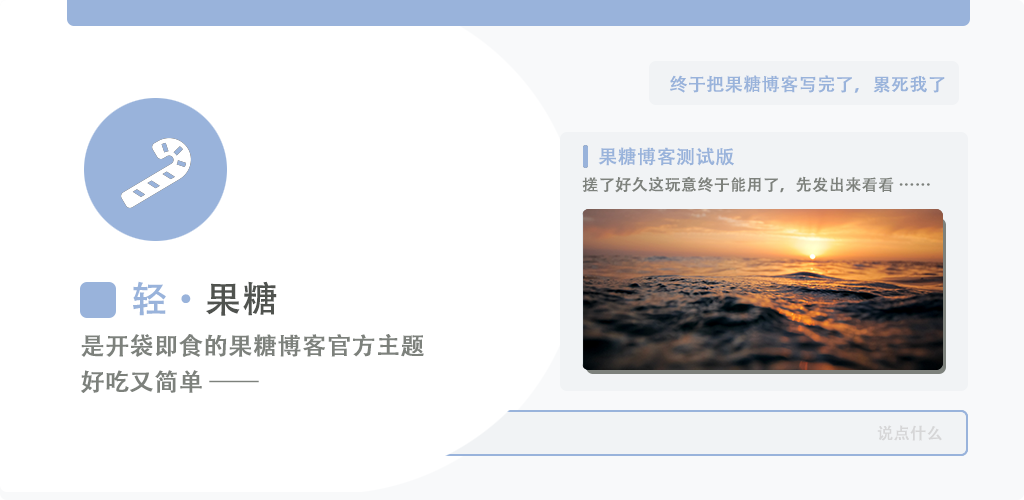 轻·果糖
是开袋即食的果糖博客官方主题
好吃又简单 ——
终于把果糖博客写完了，累死我了
果糖博客测试版
搓了好久这玩意终于能用了，先发出来看看 ……
说点什么